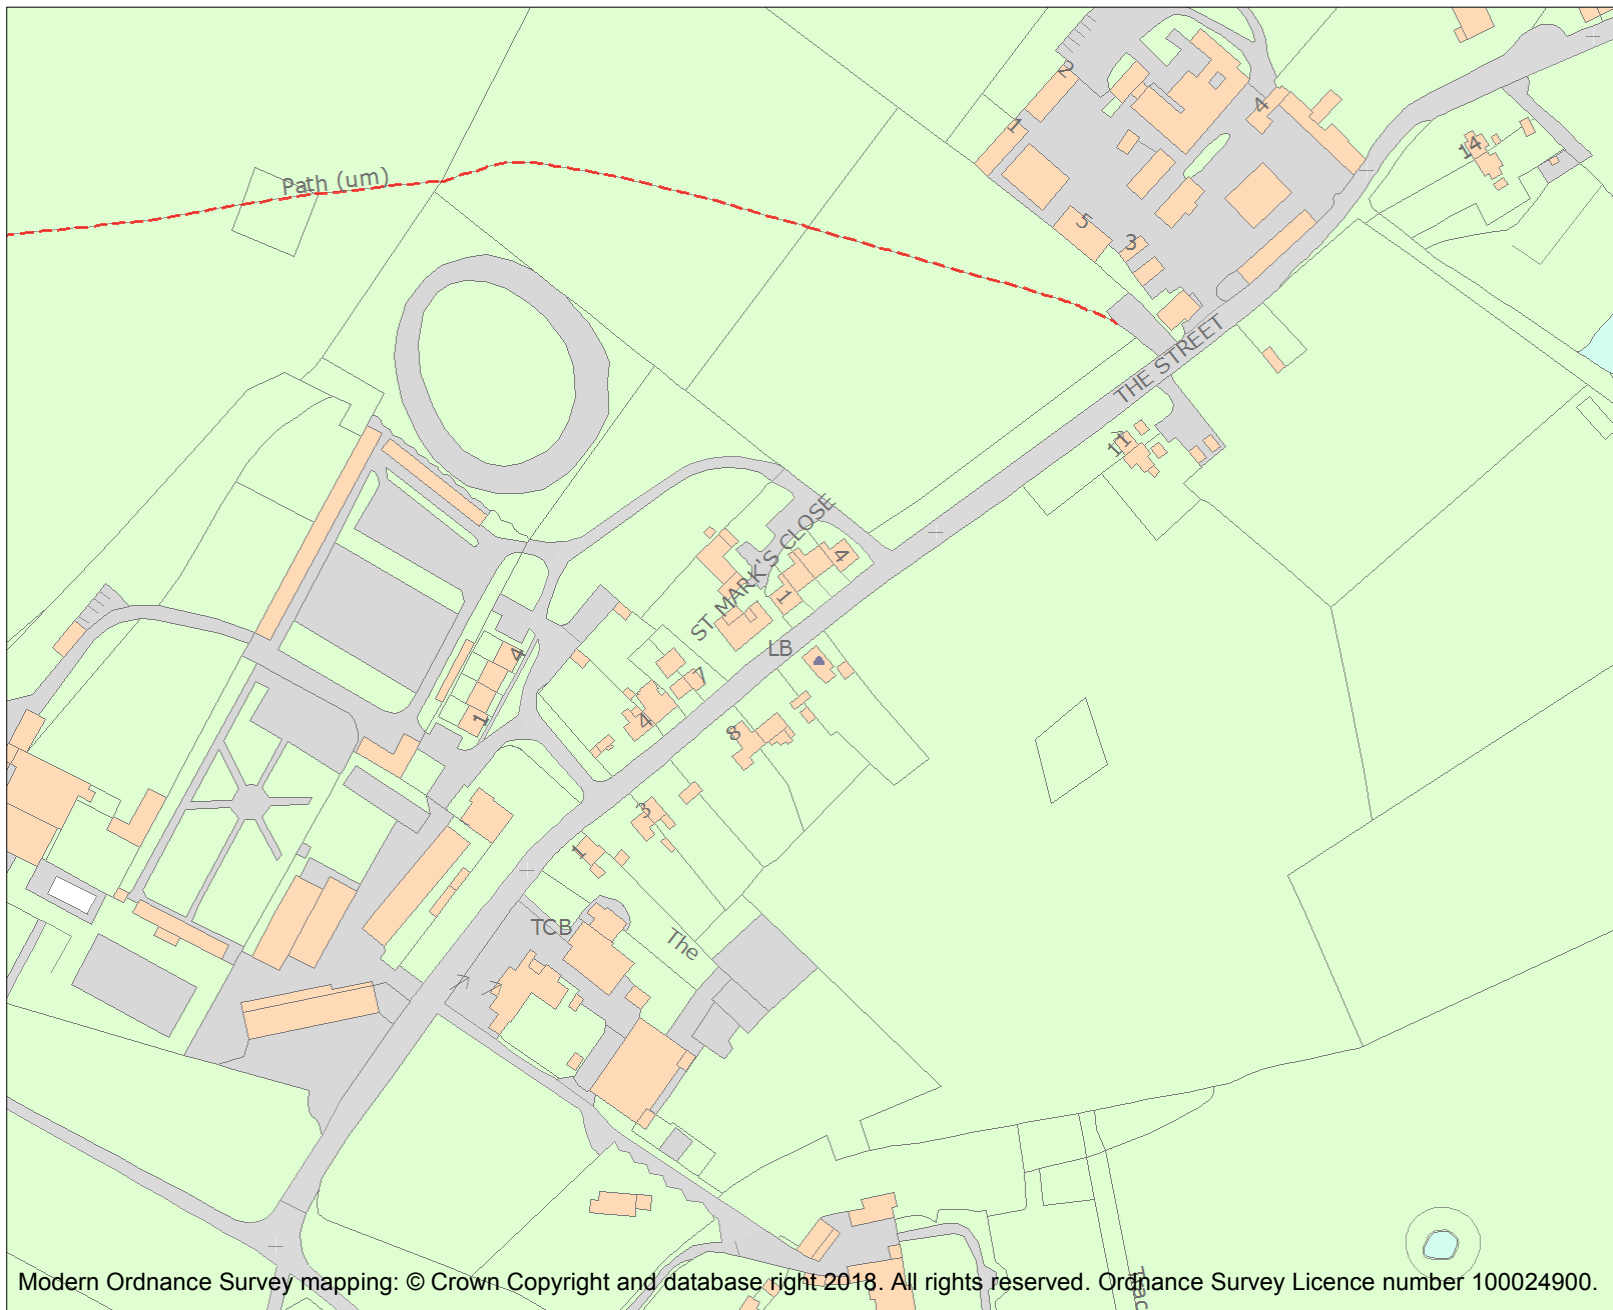 2
1
4
14
Path (um)
5
3
THE STREET
11
ST MARK'S CLOSE
4
1
LB
4
1
7
4
8
3
1
TCB
The
Trac
Modern Ordnance Survey mapping: © Crown Copyright and database right 2018. All rights reserved. Ordnance Survey Licence number 100024900.